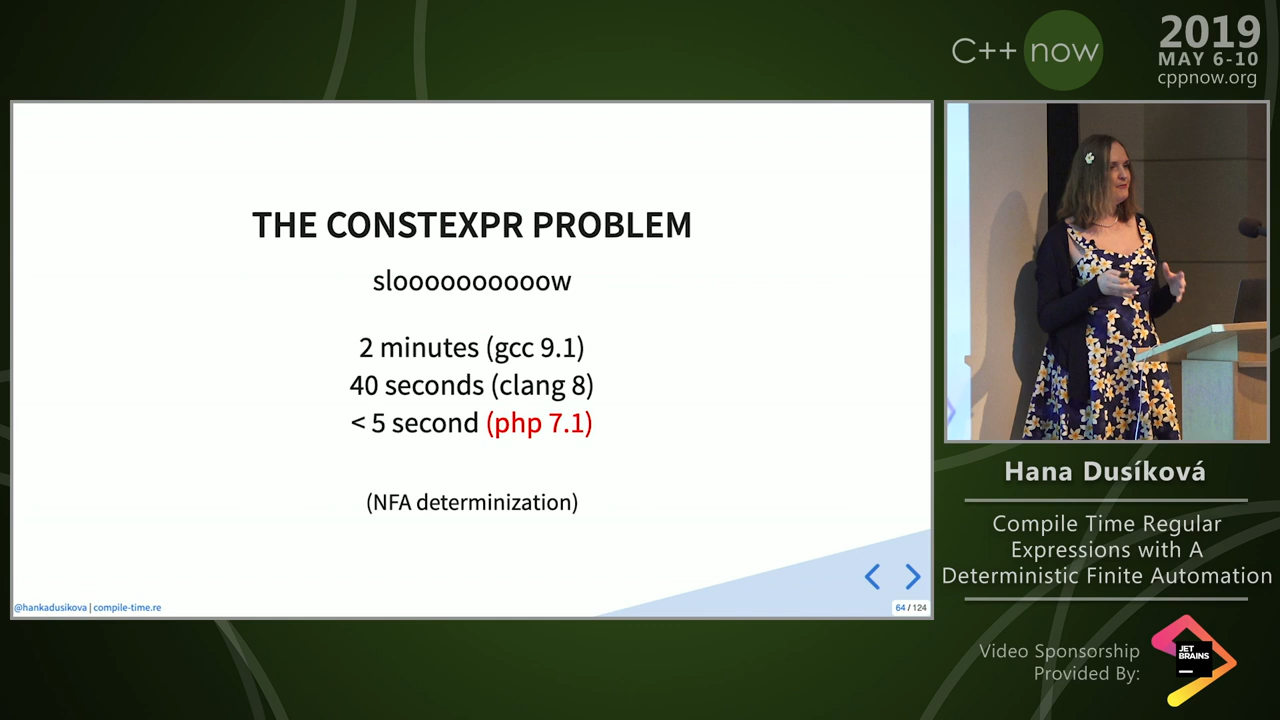 C++ now
2019
MAY 6-10
cppnow.org
THE CONSTEXPR PROBLEM
sloooooooooow
2 minutes (gcc 9.1)
40 seconds (clang 8)
< 5 second (php 7.1)
(NFA determinization)
@hankadusikova | compile-time.re
64 / 124
Hana Dusíková
Compile Time Regular
Expressions with A
Deterministic Finite Automation
Video Sponsorship
Provided By:
JET
BRAINS